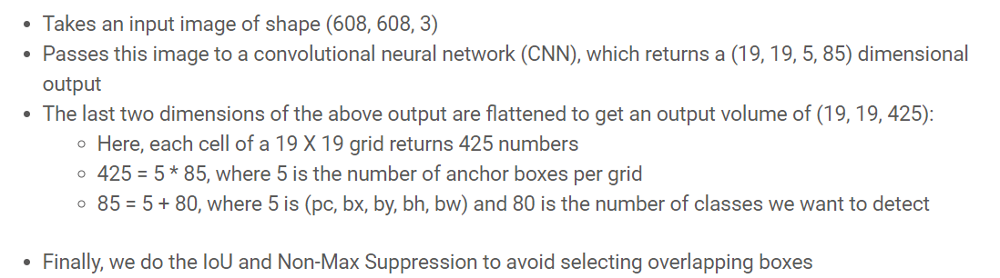 • Takes an input image of shape (608, 608, 3)
• Passes this image to a convolutional neural network (CNN), which returns a (19, 19, 5, 85) dimensional
output
• The last two dimensions of the above output are flattened to get an output volume of (19, 19, 425):
◦ Here, each cell of a 19 X 19 grid returns 425 numbers
◦ 425 = 5 * 85, where 5 is the number of anchor boxes per grid
◦ 85 = 5 + 80, where 5 is (pc, bx, by, bh, bw) and 80 is the number of classes we want to detect
• Finally, we do the IoU and Non-Max Suppression to avoid selecting overlapping boxes